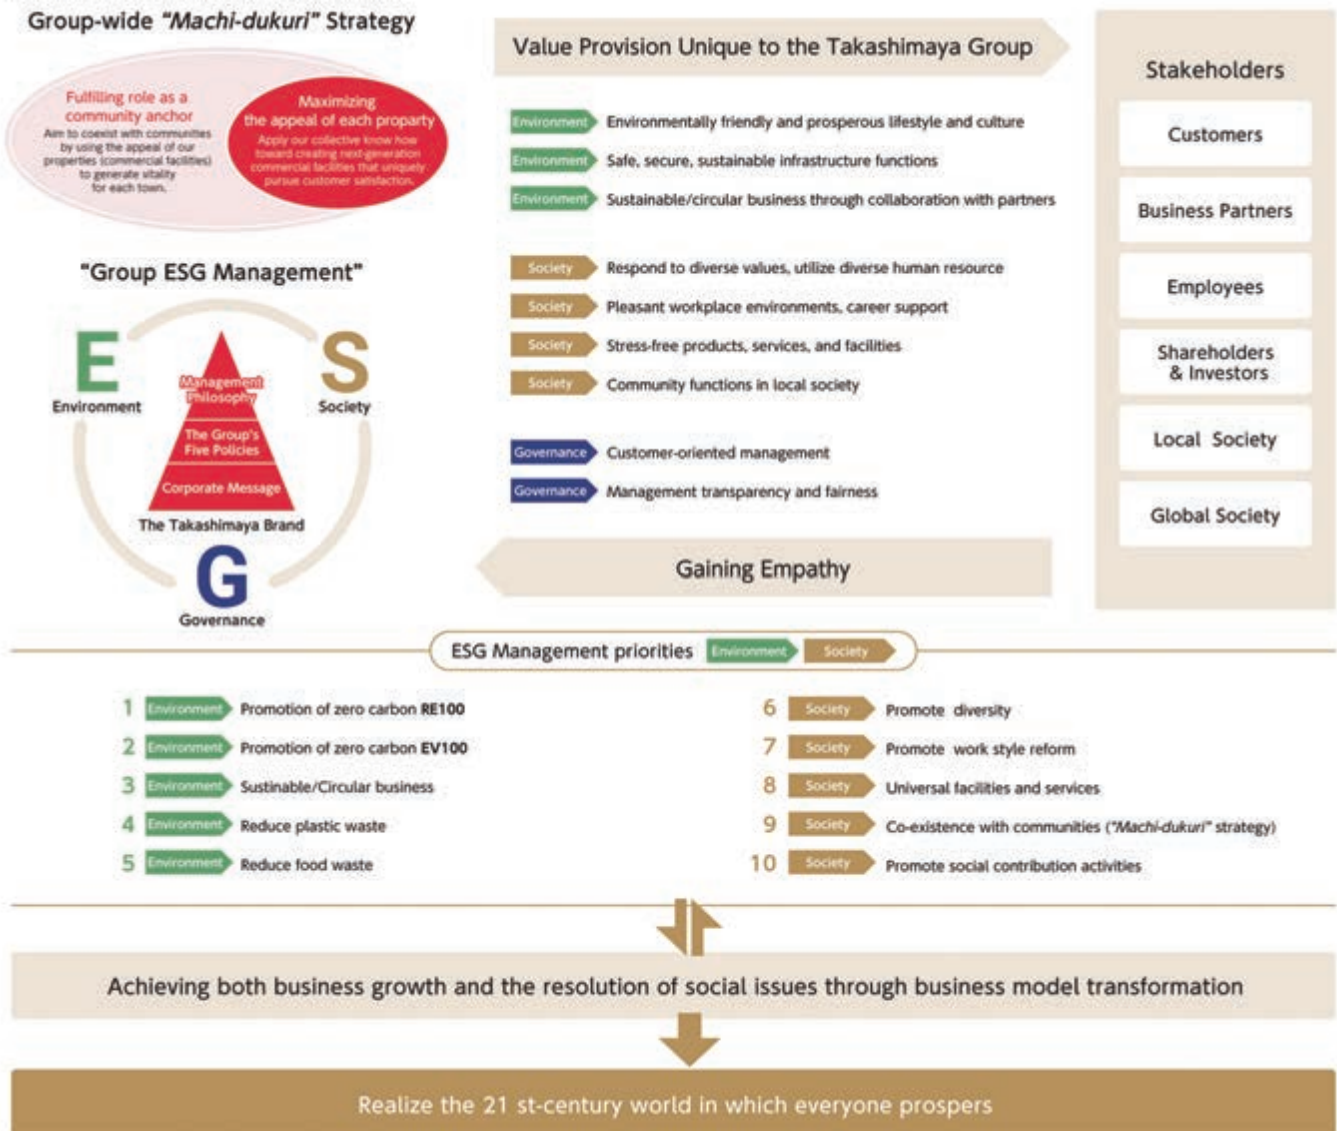 Group-wide "Machi-dukuri" Strategy
Fulfilling role as a
community anchor
Aim to coexist with communities
by using the appeal of our
properties (commercial facilities)
to generate vitality
for each town.
Maximizing
the appeal of each proparty
Apply our collective know how
toward creating next-generation
commercial facilities that uniquely
pursue customer satisfaction.
"Group ESG Management"
E
Environment
S
Society
Management
Philosophy
The Group's
Five Policies
Corporate Message
The Takashimaya Brand
G
Governance
Value Provision Unique to the Takashimaya Group
Environment Environmentally friendly and prosperous lifestyle and culture
Environment Safe, secure, sustainable infrastructure functions
Environment Sustainable/circular business through collaboration with partners
Society Respond to diverse values, utilize diverse human resource
Society Pleasant workplace environments, career support
Society Stress-free products, services, and facilities
Society Community functions in local society
Governance Customer-oriented management
Governance Management transparency and fairness
Gaining Empathy
Stakeholders
Customers
Business Partners
Employees
Shareholders
& Investors
Local Society
Global Society
ESG Management priorities Environment Society
1 Environment Promotion of zero carbon RE100
2 Environment Promotion of zero carbon EV100
3 Environment Sustinable/Circular business
4 Environment Reduce plastic waste
5 Environment Reduce food waste
6 Society Promote diversity
7 Society Promote work style reform
8 Society Universal facilities and services
9 Society Co-existence with communities ("Machi-dukuri" strategy)
10 Society Promote social contribution activities
Achieving both business growth and the resolution of social issues through business model transformation
Realize the 21 st-century world in which everyone prospers